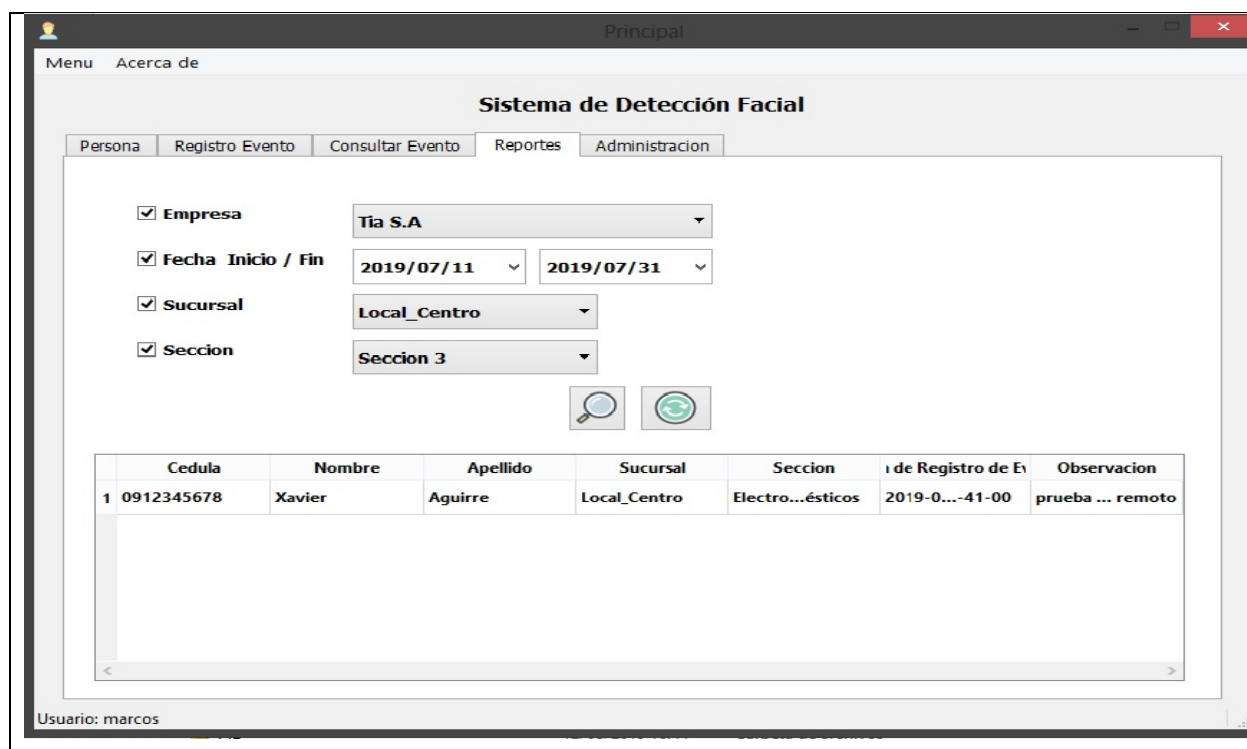 Principal
Menu Acerca de
Sistema de Detección Facial
Persona Registro Evento Consultar Evento Reportes Administracion
Empresa Tia S.A
Fecha Inicio / Fin 2019/07/11 2019/07/31
Sucursal Local_Centro
Seccion Seccion 3
Cedula Nombre Apellido Sucursal Seccion de Registro de Observacion
1 0912345678 Xavier Aguirre Local_Centro Electro...ésticos 2019-0...-41-00 prueba ... remoto
Usuario: marcos